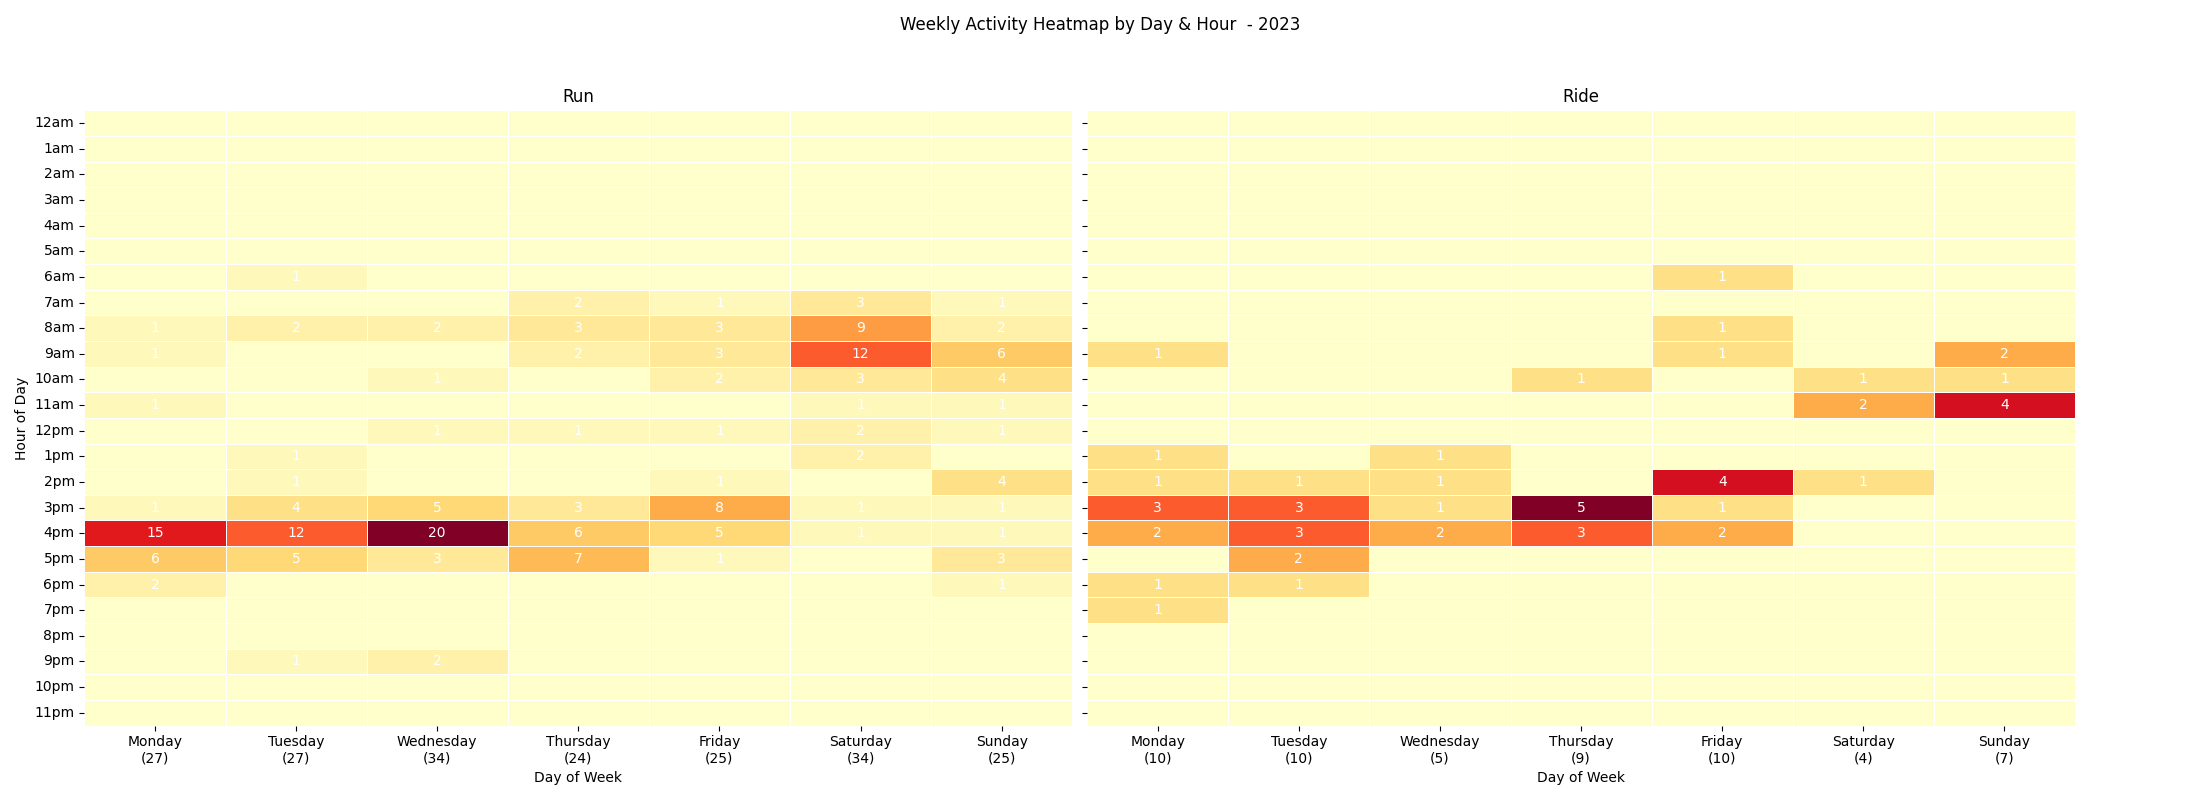 Weekly Activity Heatmap by Day & Hour - 2023
Run Ride
12am
1am
2am
3am
4am
5am
6am 1 1
7am 2 1 3 1
8am 1 2 2 3 3 9 2 1
9am 1 2 3 12 6 1 1 2
10am 1 2 3 4 1 1 1
11am 1 1 1 2 4
12pm 1 1 1 2 1
1pm 1 2 1 1
2pm 1 1 4 1 1 1 4 1
3pm 1 4 5 3 8 1 1 3 3 1 5 1
4pm 15 12 20 6 5 1 1 2 3 2 3 2
5pm 6 5 3 7 1 3 2
6pm 2 1 1 1
7pm 1
8pm
9pm 1 2
10pm
11pm
Hour of Day
Monday Tuesday Wednesday Thursday Friday Saturday Sunday Monday Tuesday Wednesday Thursday Friday Saturday Sunday
(27) (27) (34) (24) (25) (34) (25) (10) (10) (5) (9) (10) (4) (7)
Day of Week Day of Week